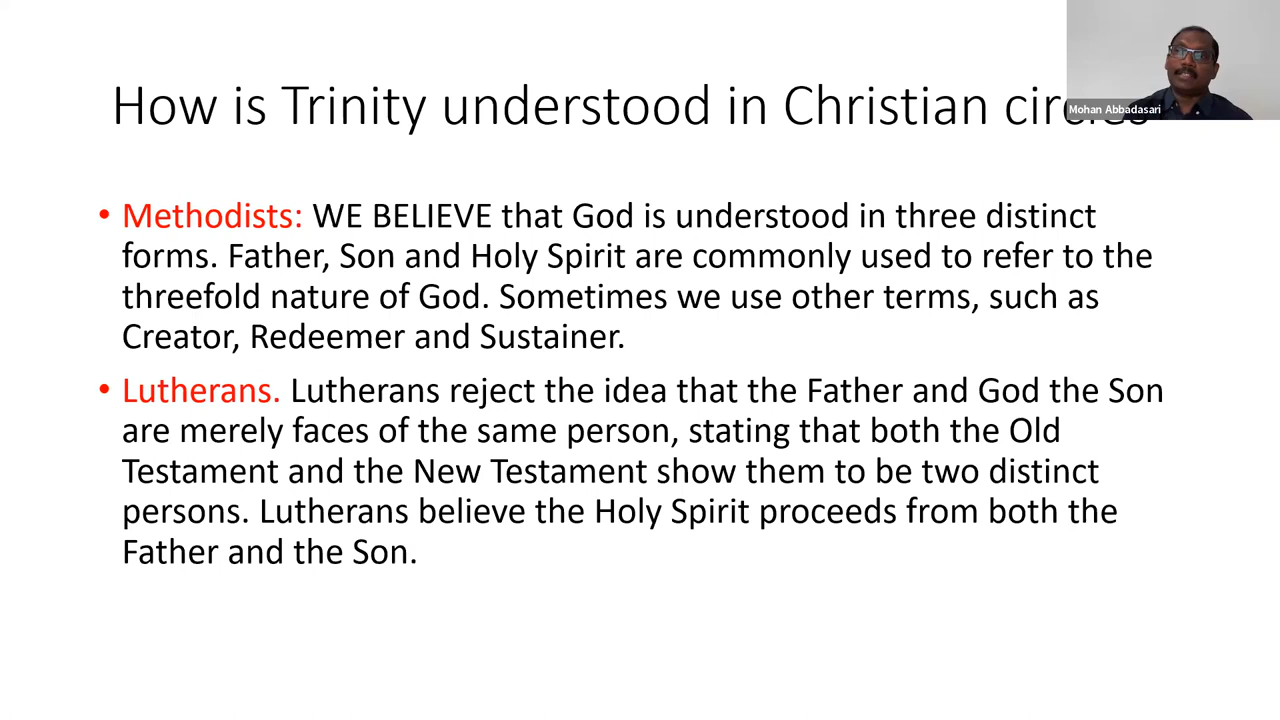 How is Trinity understood in Christian circles
Mohan Abbadasari
• Methodists: WE BELIEVE that God is understood in three distinct
forms. Father, Son and Holy Spirit are commonly used to refer to the
threefold nature of God. Sometimes we use other terms, such as
Creator, Redeemer and Sustainer.
• Lutherans. Lutherans reject the idea that the Father and God the Son
are merely faces of the same person, stating that both the Old
Testament and the New Testament show them to be two distinct
persons. Lutherans believe the Holy Spirit proceeds from both the
Father and the Son.